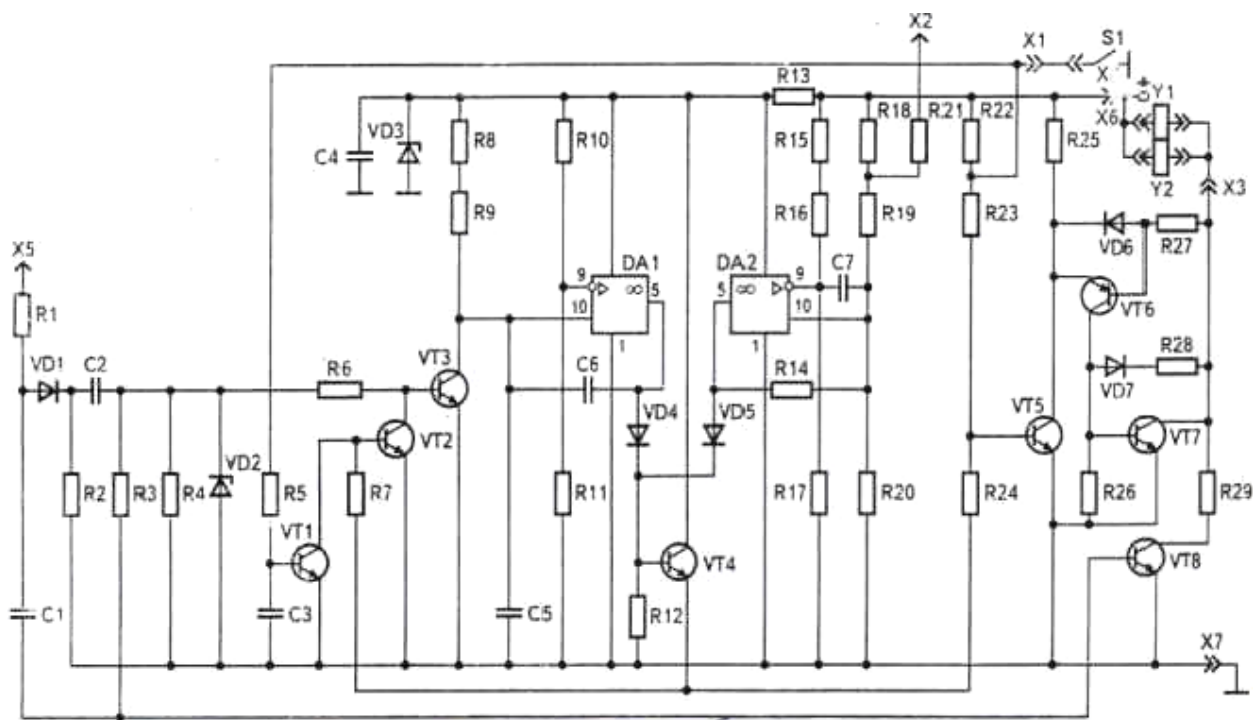 X2
X1 S1
X
R13
Y1
X6
VD3
R8 R10 R15 R18 R21 R22 R25
C4
Y2 X3
R9 R16 R19 R23
VD6 R27
X5
DA1 DA2 C7
9 ▷ ∞ 5 5 ∞ ▷ 9
VT6
R1
10 10
1 1
VD1 C2 R6 VT3 C6 R14 VD7 R28
VT2 VD4 VD5 VT5 VT7
VD2
R2 R3 R4 R5 R7 R11 R17 R20 R24 R26 R29
VT1 VT4 VT8
C1 C3 C5 R12
X7